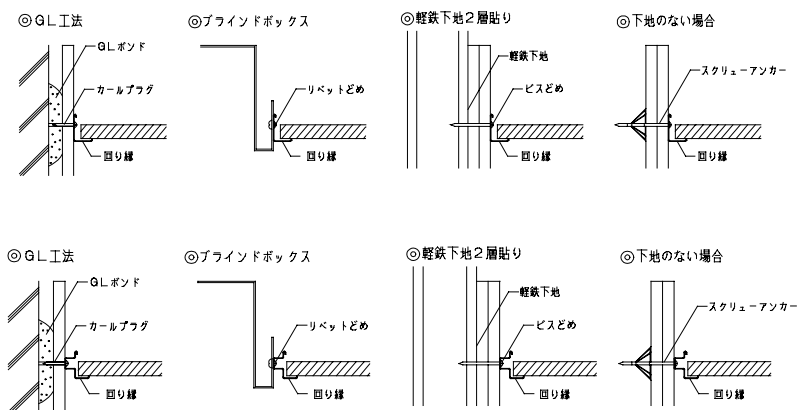 ◎GL工法
GLボンド
カールプラグ
回り縁
◎ブラインドボックス
リベットどめ
回り縁
◎軽鉄下地2層貼り
軽鉄下地
ビスどめ
回り縁
◎下地のない場合
スクリューアンカー
回り縁
◎GL工法
GLボンド
カールプラグ
回り縁
◎ブラインドボックス
リベットどめ
回り縁
◎軽鉄下地2層貼り
軽鉄下地
ビスどめ
回り縁
◎下地のない場合
スクリューアンカー
回り縁